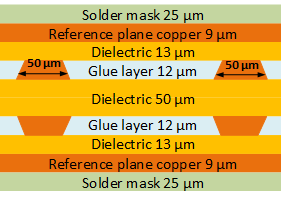 Solder mask 25 µm
Reference plane copper 9 µm
Dielectric 13 µm
50 µm
Glue layer 12 µm
50 µm
Dielectric 50 µm
Glue layer 12 µm
Dielectric 13 µm
Reference plane copper 9 µm
Solder mask 25 µm